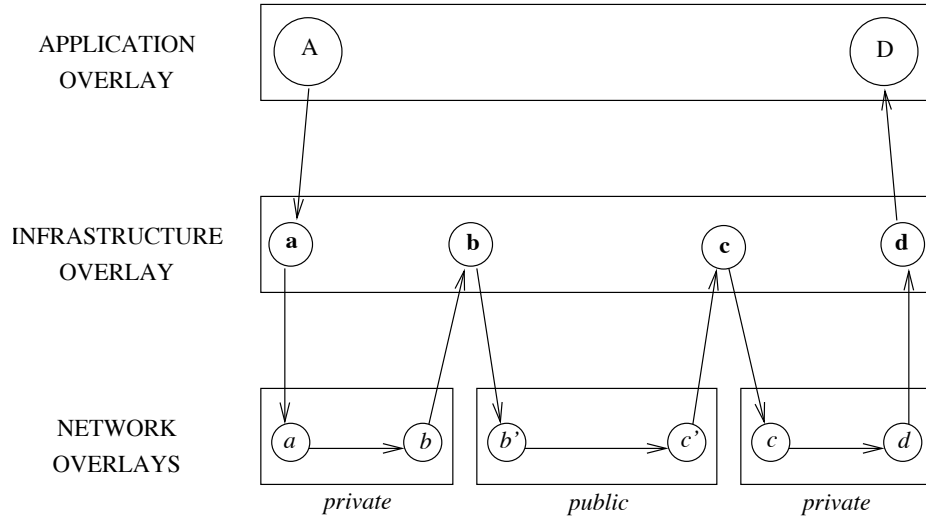 APPLICATION
OVERLAY
A
D
INFRASTRUCTURE
OVERLAY
a
b
c
d
NETWORK
OVERLAYS
a
b
b'
c'
c
d
private
public
private